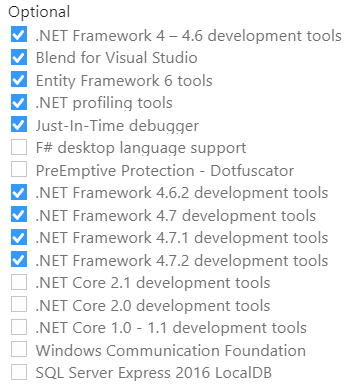 Optional
.NET Framework 4 – 4.6 development tools
Blend for Visual Studio
Entity Framework 6 tools
.NET profiling tools
Just-In-Time debugger
F# desktop language support
PreEmptive Protection - Dotfuscator
.NET Framework 4.6.2 development tools
.NET Framework 4.7 development tools
.NET Framework 4.7.1 development tools
.NET Framework 4.7.2 development tools
.NET Core 2.1 development tools
.NET Core 2.0 development tools
.NET Core 1.0 - 1.1 development tools
Windows Communication Foundation
SQL Server Express 2016 LocalDB